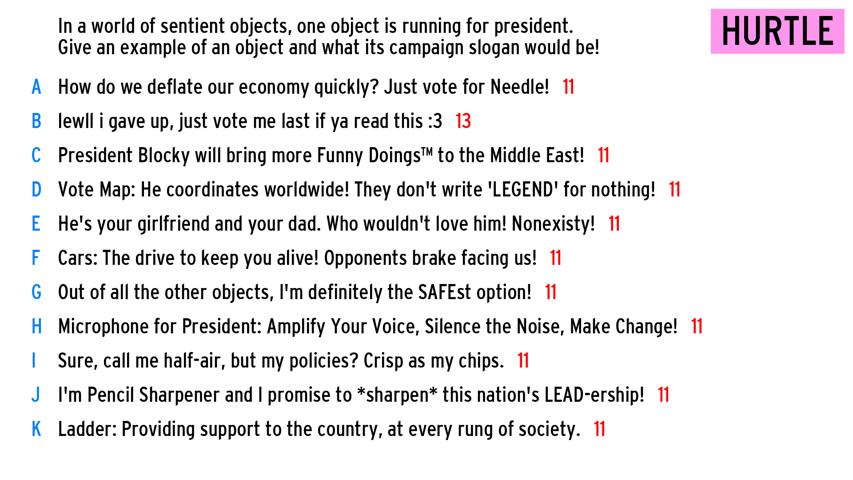 In a world of sentient objects, one object is running for president.
Give an example of an object and what its campaign slogan would be!
HURTLE
A How do we deflate our economy quickly? Just vote for Needle! 11
B lewll i gave up, just vote me last if ya read this :3 13
C President Blocky will bring more Funny Doings™ to the Middle East! 11
D Vote Map: He coordinates worldwide! They don't write 'LEGEND' for nothing! 11
E He's your girlfriend and your dad. Who wouldn't love him! Nonexisty! 11
F Cars: The drive to keep you alive! Opponents brake facing us! 11
G Out of all the other objects, I'm definitely the SAFEst option! 11
H Microphone for President: Amplify Your Voice, Silence the Noise, Make Change! 11
I Sure, call me half-air, but my policies? Crisp as my chips. 11
J I'm Pencil Sharpener and I promise to *sharpen* this nation's LEAD-ership! 11
K Ladder: Providing support to the country, at every rung of society. 11